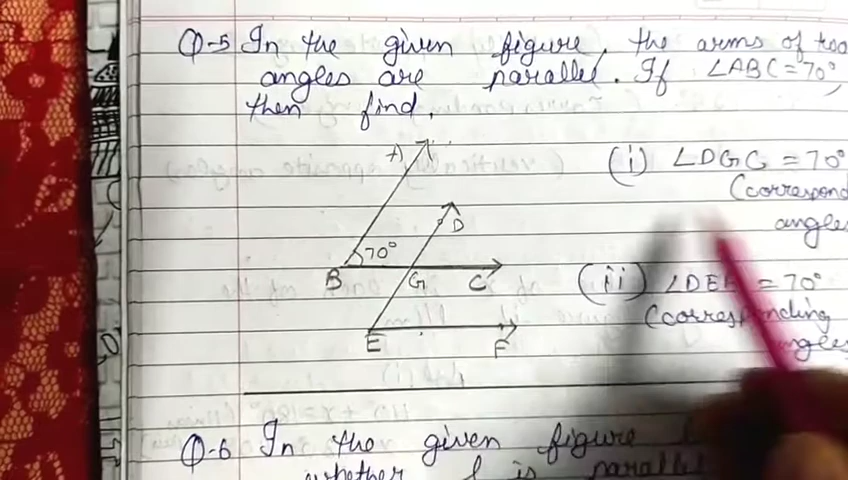 Q-5 In the given figure, the arms of two
angles are parallel. If ∠ABC = 70°,
then find.
(i) ∠DGC = 70°
(correspond
angles
A
D
70°
B G C
(ii) ∠DEF = 70°
(corresponding
angles
E F
Q-6 In the given figure
whether l is parallel